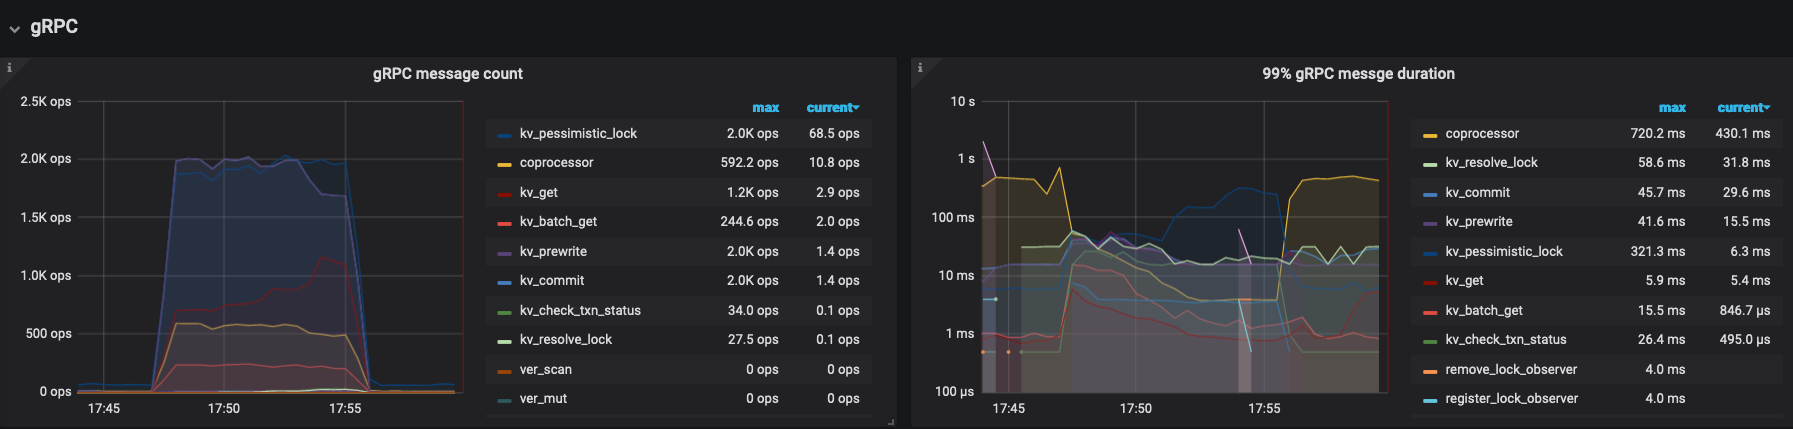 gRPC
gRPC message count
2.5K ops
2.0K ops
1.5K ops
1.0K ops
500 ops
0 ops
17:45 17:50 17:55
max current
kv_pessimistic_lock 2.0K ops 68.5 ops
coprocessor 592.2 ops 10.8 ops
kv_get 1.2K ops 2.9 ops
kv_batch_get 244.6 ops 2.0 ops
kv_prewrite 2.0K ops 1.4 ops
kv_commit 2.0K ops 1.4 ops
kv_check_txn_status 34.0 ops 0.1 ops
kv_resolve_lock 27.5 ops 0.1 ops
ver_scan 0 ops 0 ops
ver_mut 0 ops 0 ops
99% gRPC messge duration
10 s
1 s
100 ms
10 ms
1 ms
100 µs
17:45 17:50 17:55
max current
coprocessor 720.2 ms 430.1 ms
kv_resolve_lock 58.6 ms 31.8 ms
kv_commit 45.7 ms 29.6 ms
kv_prewrite 41.6 ms 15.5 ms
kv_pessimistic_lock 321.3 ms 6.3 ms
kv_get 5.9 ms 5.4 ms
kv_batch_get 15.5 ms 846.7 µs
kv_check_txn_status 26.4 ms 495.0 µs
remove_lock_observer 4.0 ms
register_lock_observer 4.0 ms